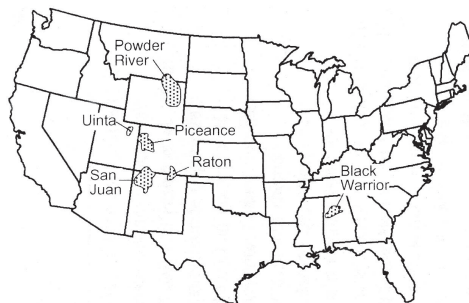 Powder
River
Uinta
Piceance
Raton
San
Juan
Black
Warrior